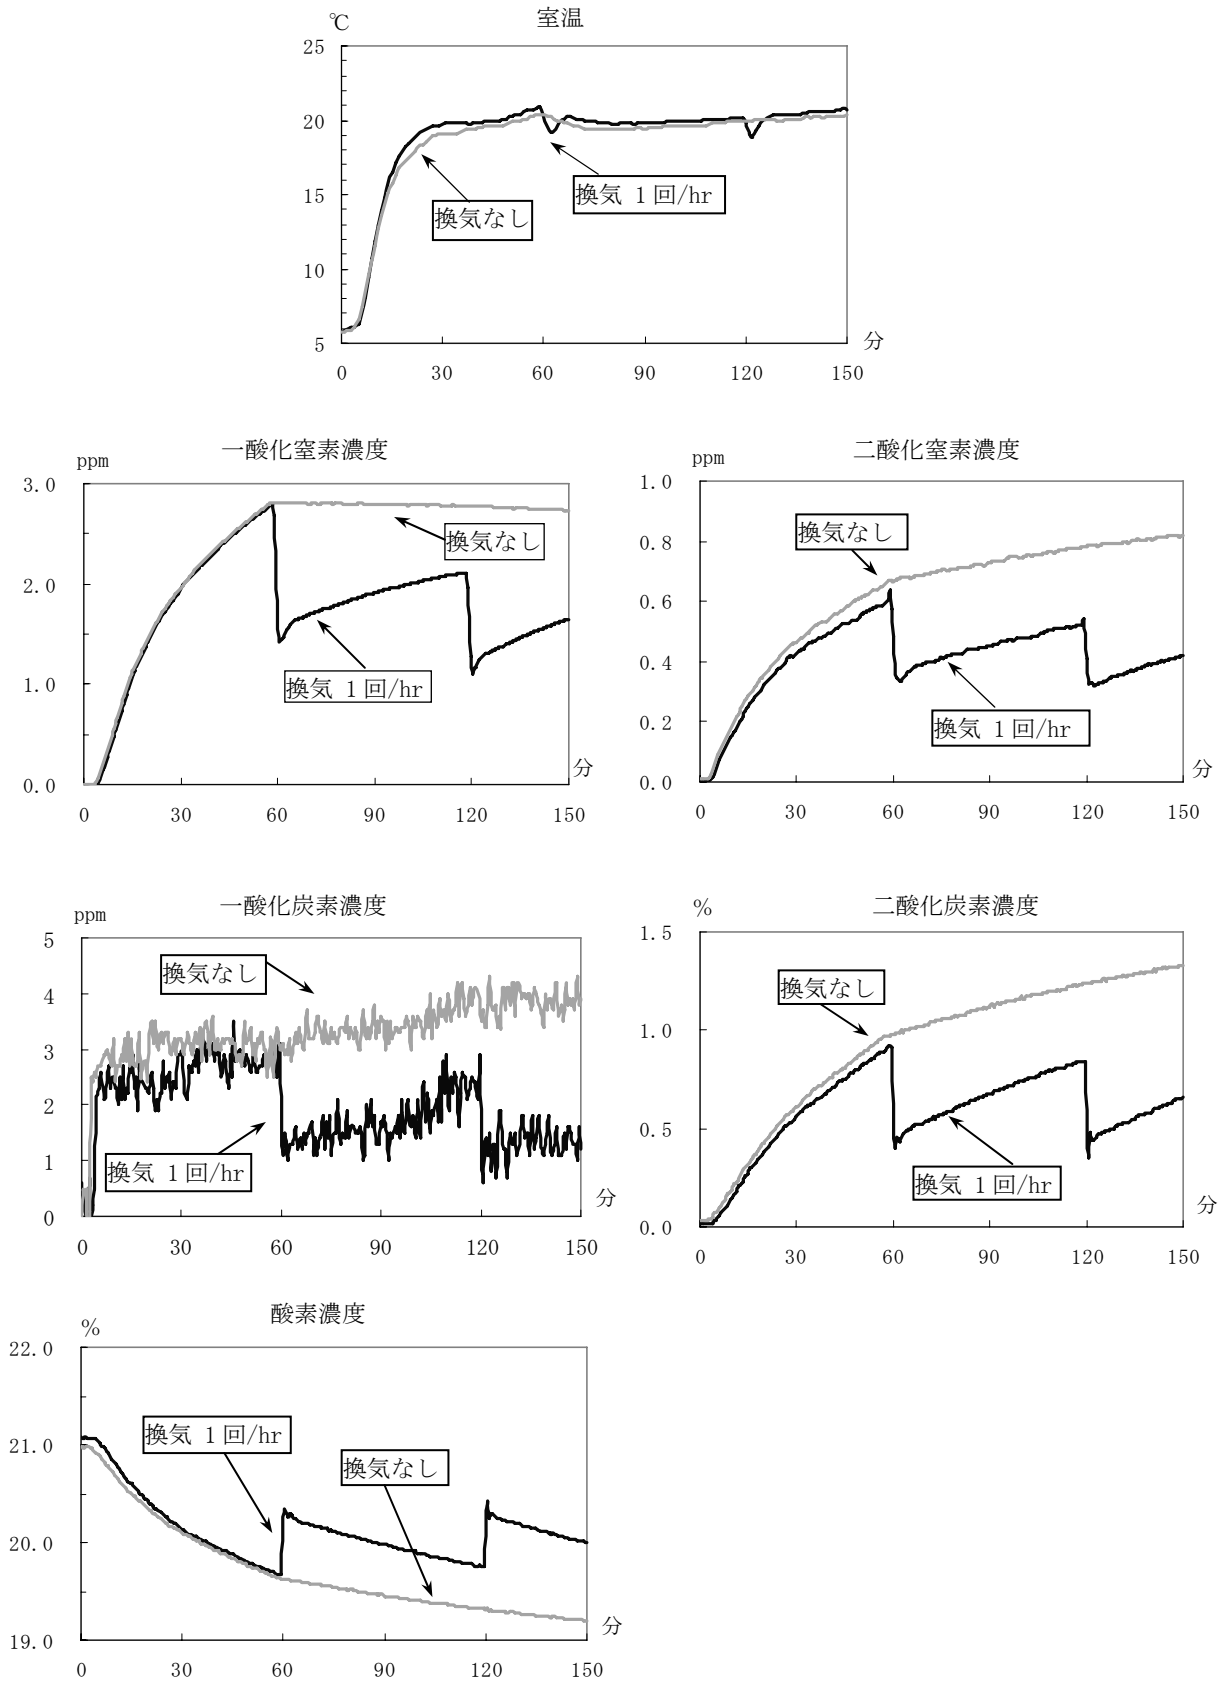 室温
℃
25
20
15
10
5
換気 1回/hr
換気なし
分
0 30 60 90 120 150
一酸化窒素濃度
ppm
3.0
2.0
1.0
0.0
換気なし
換気 1回/hr
分
0 30 60 90 120 150
二酸化窒素濃度
ppm
1.0
0.8
0.6
0.4
0.2
0.0
換気なし
換気 1回/hr
分
0 30 60 90 120 150
一酸化炭素濃度
ppm
5
4
3
2
1
0
換気なし
換気 1回/hr
分
0 30 60 90 120 150
二酸化炭素濃度
%
1.5
1.0
0.5
0.0
換気なし
換気 1回/hr
分
0 30 60 90 120 150
酸素濃度
%
22.0
21.0
20.0
19.0
換気 1回/hr
換気なし
分
0 30 60 90 120 150